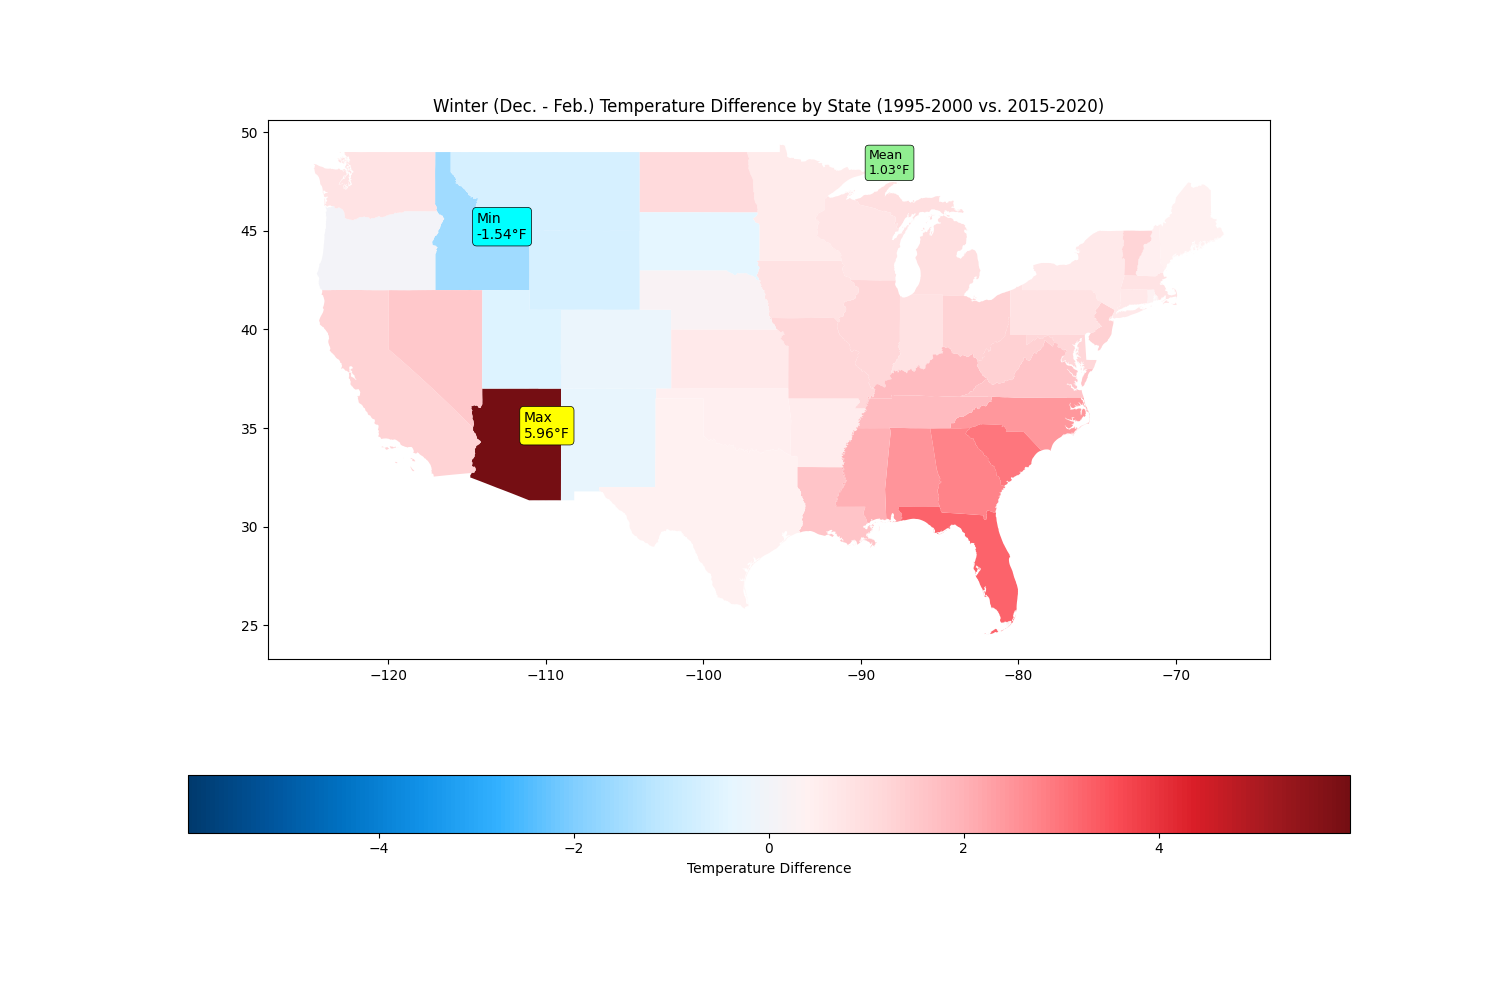 Winter (Dec. - Feb.) Temperature Difference by State (1995-2000 vs. 2015-2020)
50
45
40
35
30
25
Mean
1.03°F
Min
-1.54°F
Max
5.96°F
−120
−110
−100
−90
−80
−70
−4
−2
0
2
4
Temperature Difference